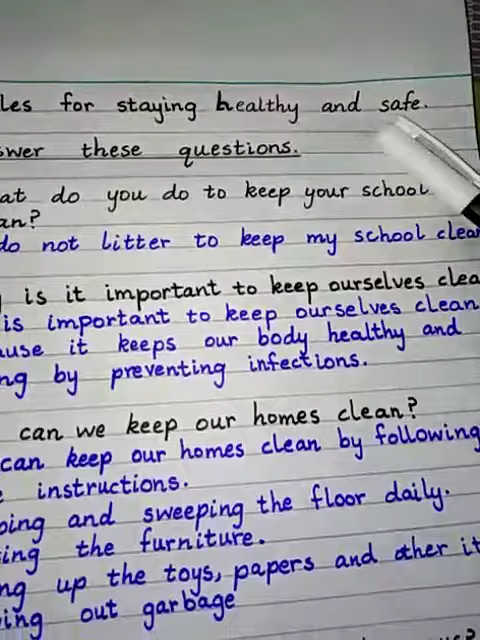 les for staying healthy and safe.
swer these questions.
at do you do to keep your school
an?
do not litter to keep my school clean
is it important to keep ourselves clea
is important to keep ourselves clean
ause it keeps our body healthy and
ng by preventing infections.
can we keep our homes clean?
can keep our homes clean by following
instructions.
ping and sweeping the floor daily.
ing the furniture.
ng up the toys, papers and other it
ing out garbage